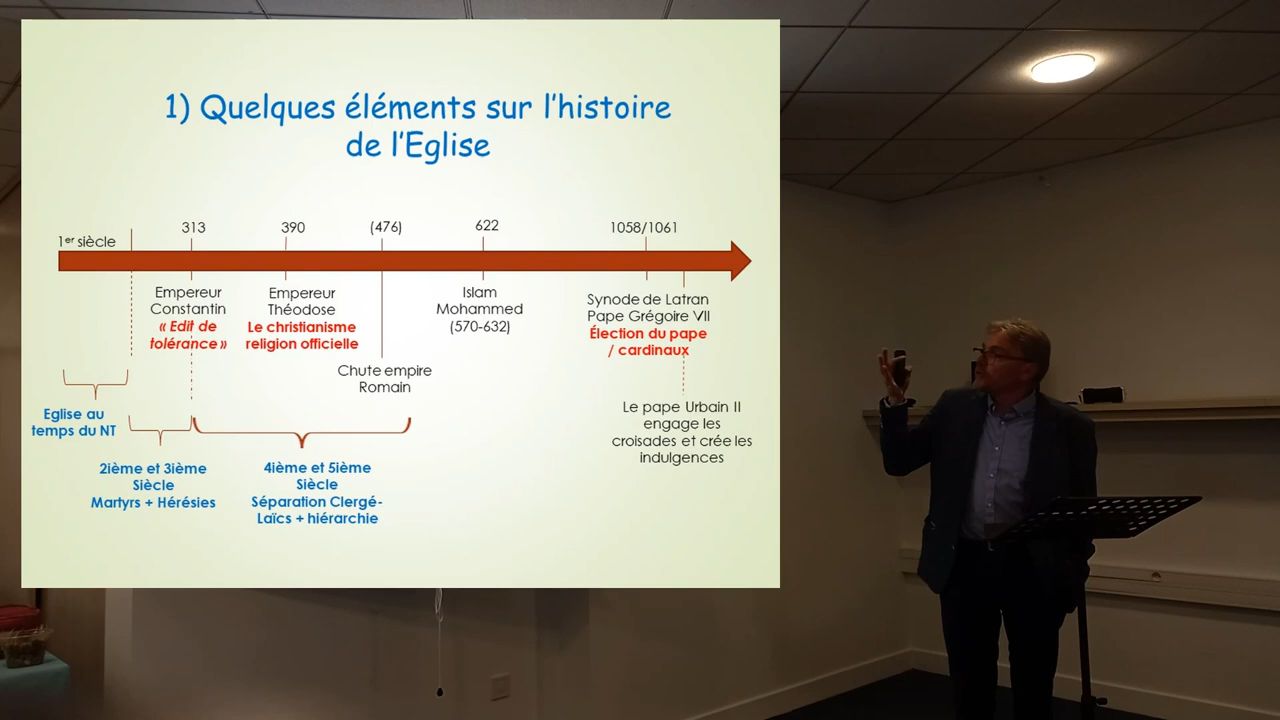 1) Quelques éléments sur l'histoire
de l'Eglise
1er siècle
313
390
(476)
622
1058/1061
Empereur
Constantin
« Edit de
tolérance »
Empereur
Théodose
Le christianisme
religion officielle
Chute empire
Romain
Islam
Mohammed
(570-632)
Synode de Latran
Pape Grégoire VII
Élection du pape
/ cardinaux
Le pape Urbain II
engage les
croisades et crée les
indulgences
Eglise au
temps du NT
2ième et 3ième
Siècle
Martyrs + Hérésies
4ième et 5ième
Siècle
Séparation Clergé-
Laïcs + hiérarchie